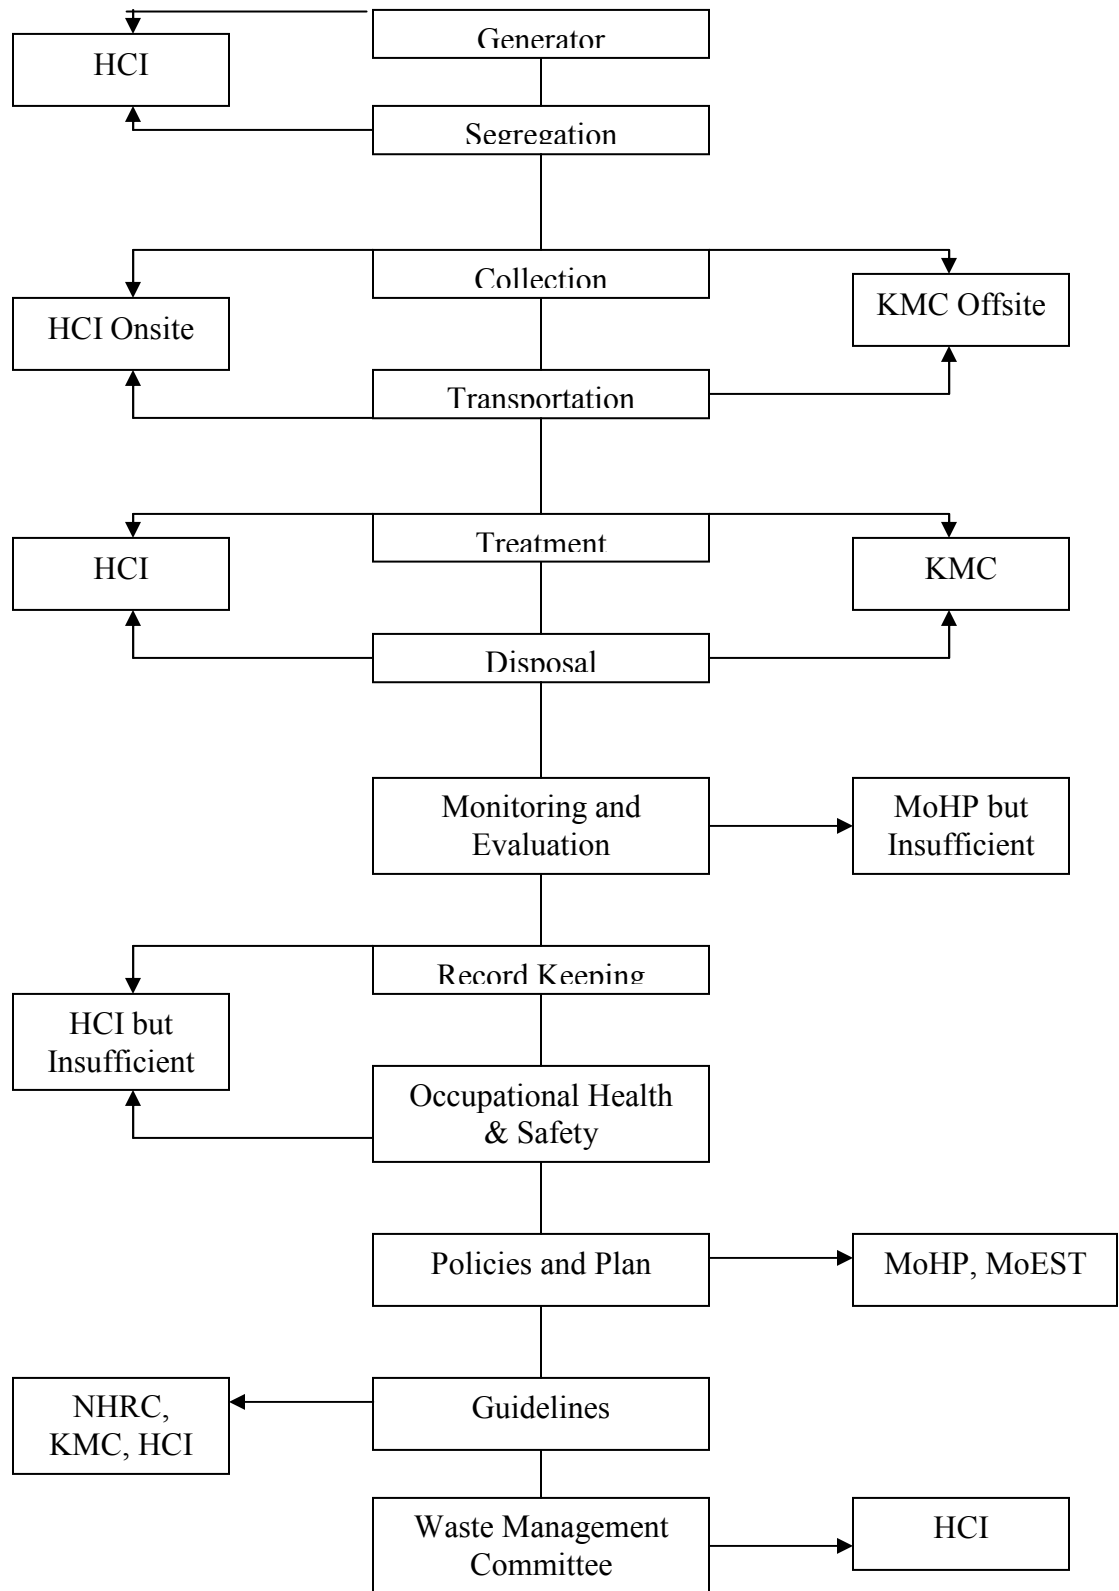 Generator
HCI
Segregation
Collection
HCI Onsite
KMC Offsite
Transportation
Treatment
HCI
KMC
Disposal
Monitoring and
Evaluation
MoHP but
Insufficient
Record Keeping
HCI but
Insufficient
Occupational Health
& Safety
Policies and Plan
MoHP, MoEST
NHRC,
KMC, HCI
Guidelines
Waste Management
Committee
HCI